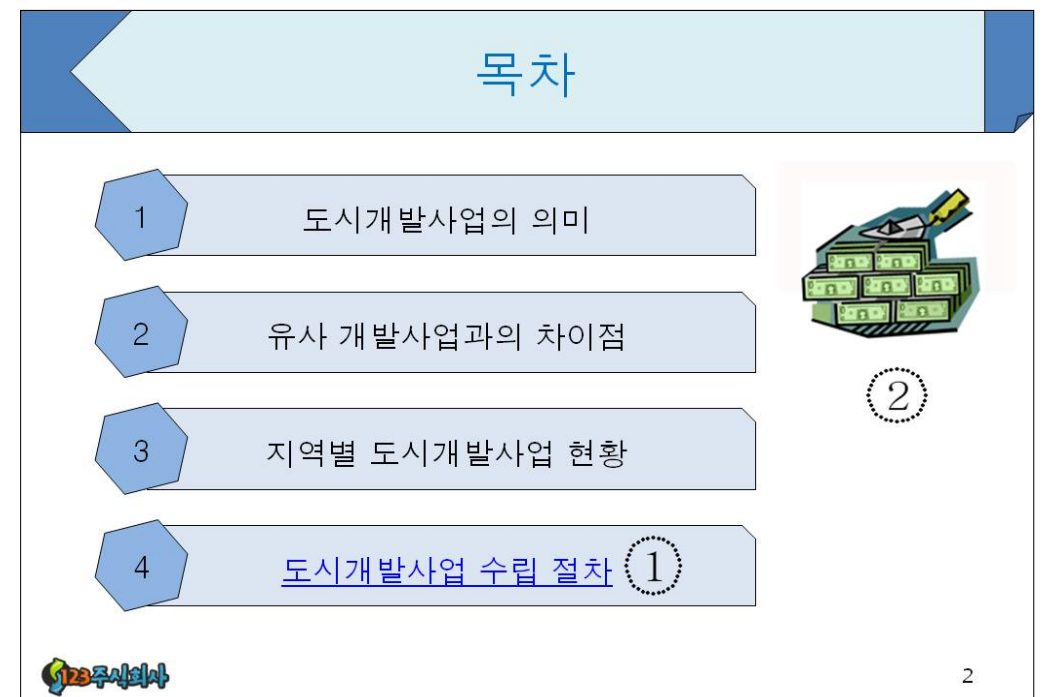 목차
1 도시개발사업의 의미
2 유사 개발사업과의 차이점
3 지역별 도시개발사업 현황
4 도시개발사업 수립 절차 ①
②
123주식회사
2